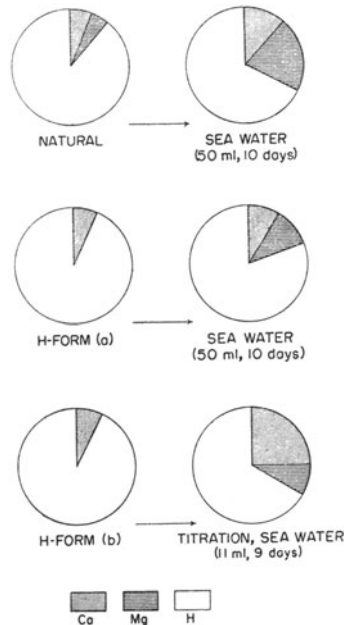 NATURAL
SEA WATER
(50 ml, 10 days)
H-FORM (a)
SEA WATER
(50 ml, 10 days)
H-FORM (b)
TITRATION, SEA WATER
(11 ml, 9 days)
Ca Mg H